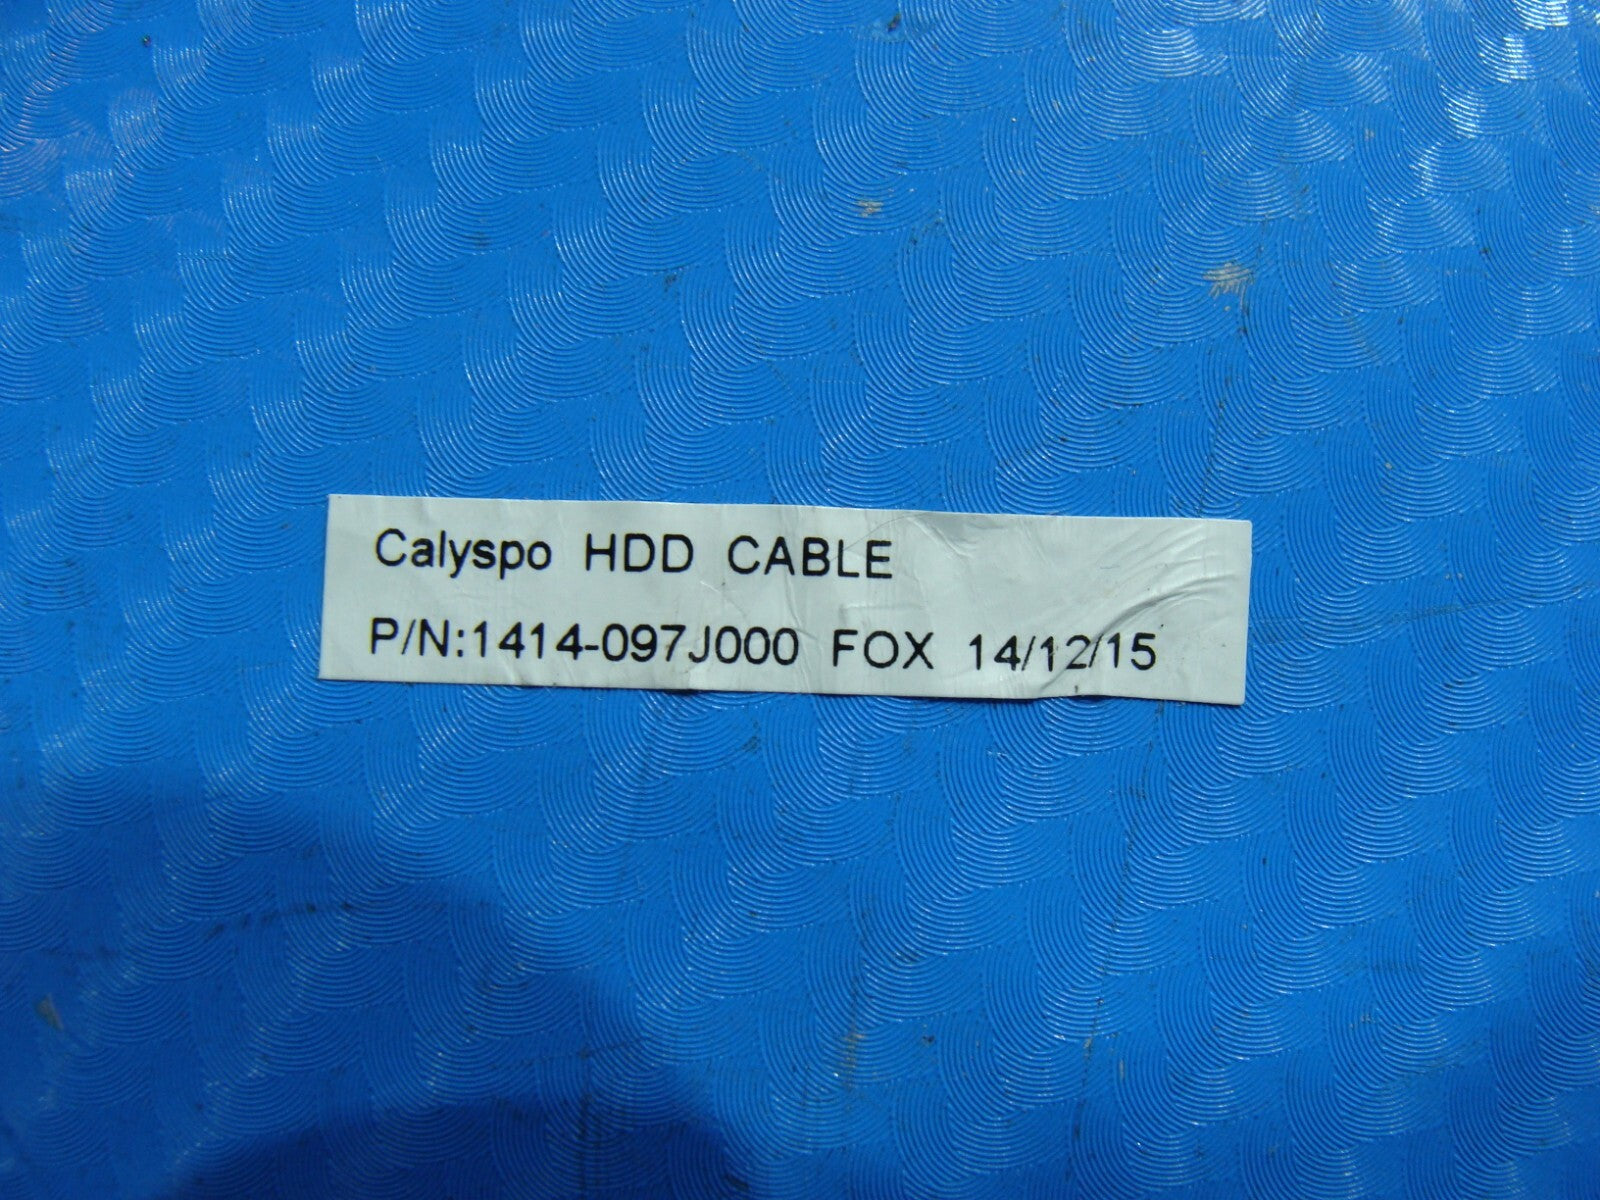 Calyspo HDD CABLE
P/N:1414-097J000 FOX 14/12/15